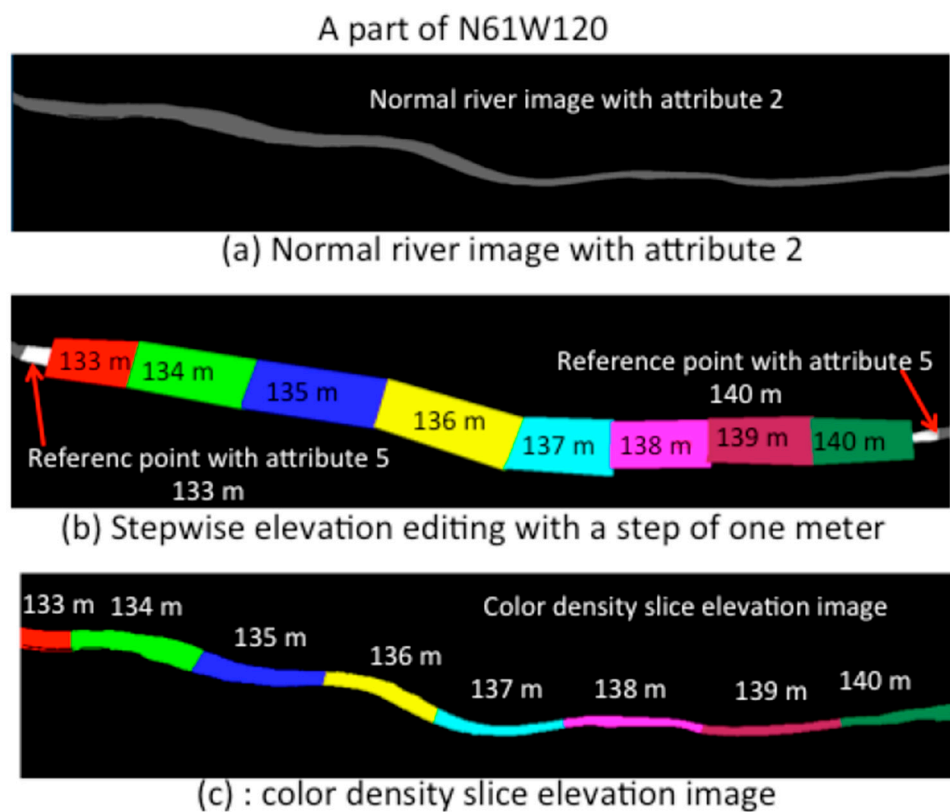 A part of N61W120
Normal river image with attribute 2
(a) Normal river image with attribute 2
133 m
134 m
135 m
136 m
137 m
138 m
139 m
140 m
Reference point with attribute 5
140 m
Referenc point with attribute 5
133 m
(b) Stepwise elevation editing with a step of one meter
Color density slice elevation image
133 m
134 m
135 m
136 m
137 m
138 m
139 m
140 m
(c) : color density slice elevation image